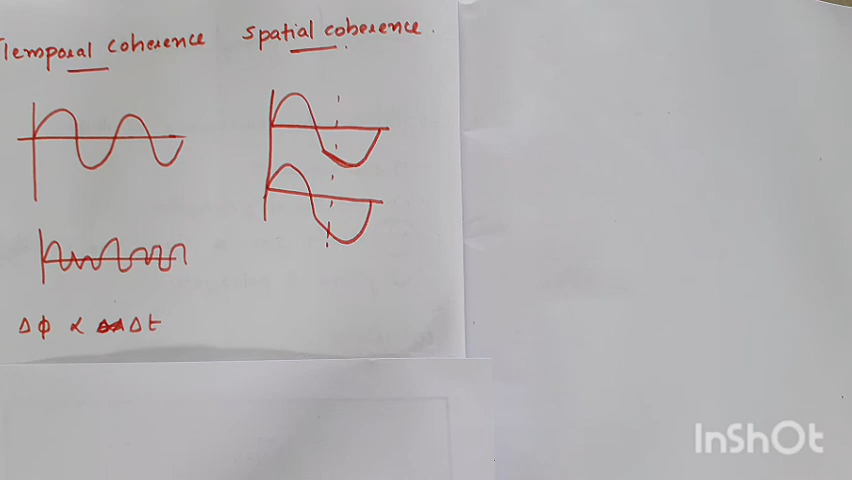 Temporal coherence
Spatial coherence.
Δφ ∝ Δt
InShOt